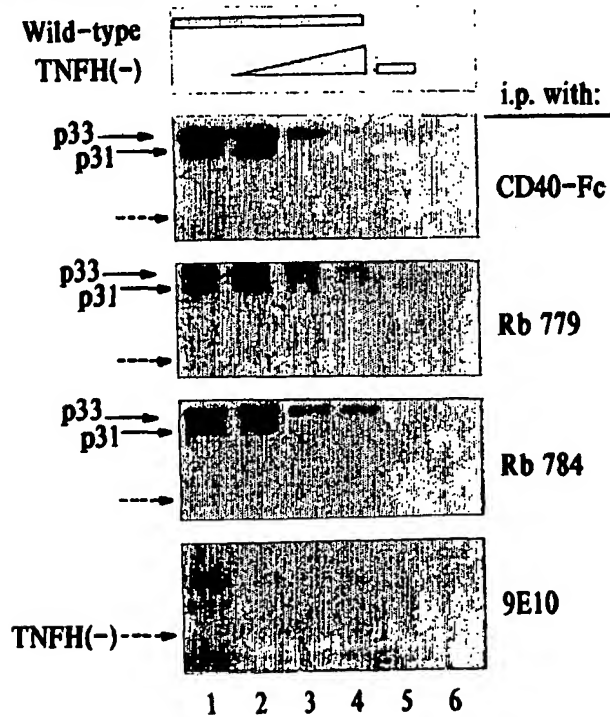 Wild-type
TNFH(-)
i.p. with:
p33
p31
CD40-Fc
p33
p31
Rb 779
p33
p31
Rb 784
9E10
TNFH(-)
1 2 3 4 5 6